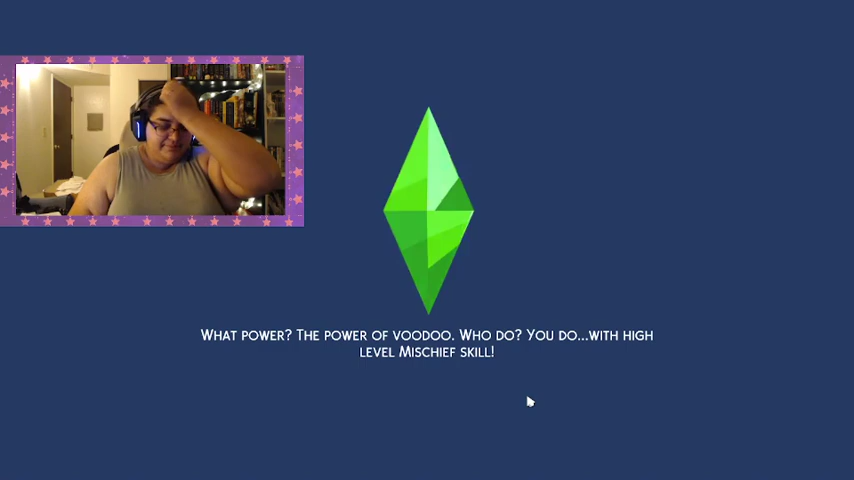 What power? The power of voodoo. Who do? You do...with high
level Mischief skill!